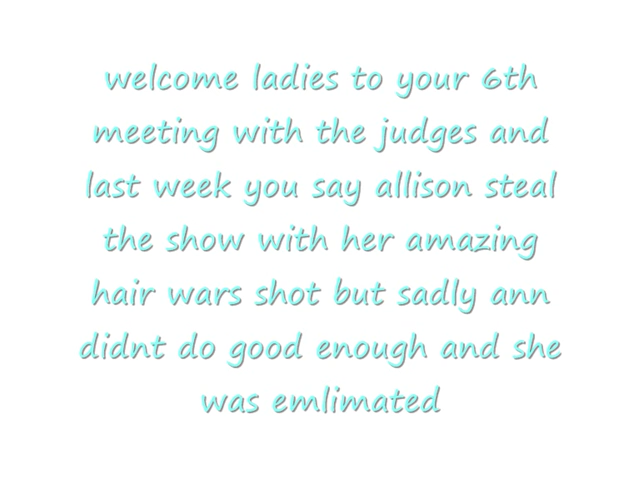 welcome ladies to your 6th
meeting with the judges and
last week you say allison steal
the show with her amazing
hair wars shot but sadly ann
didnt do good enough and she
was emlimated